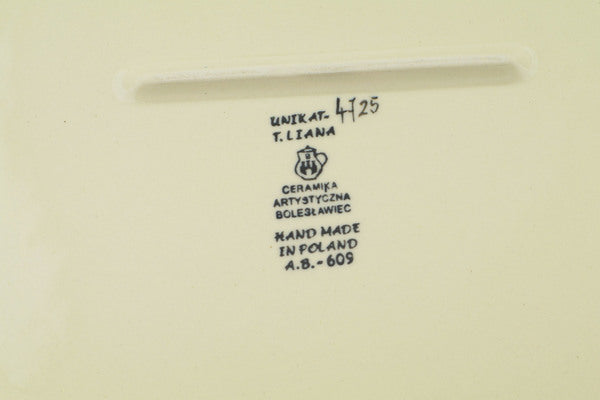 UNIKAT- 4725
T. LIANA
CERAMIKA
ARTYSTYCZNA
BOLESŁAWIEC
HAND MADE
IN POLAND
A.B.-609